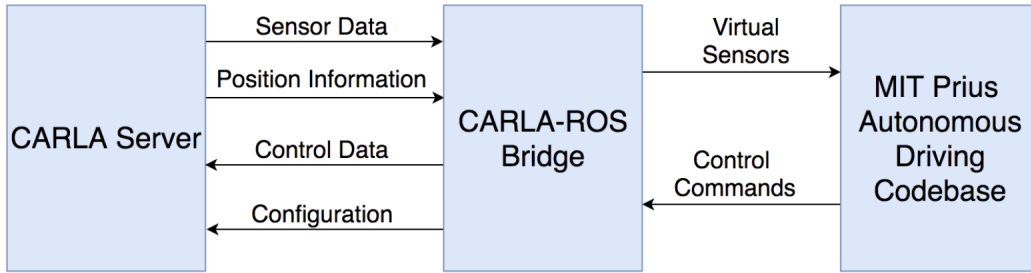 CARLA Server
Sensor Data
Position Information
Control Data
Configuration
CARLA-ROS
Bridge
Virtual
Sensors
Control
Commands
MIT Prius
Autonomous
Driving
Codebase